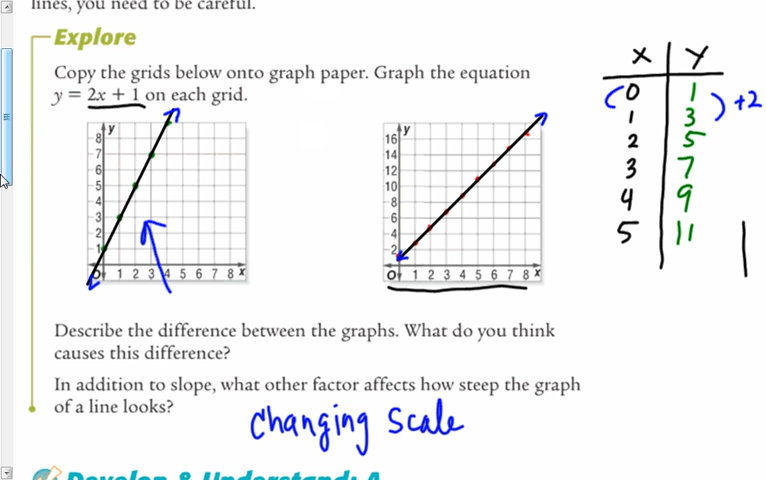 lines, you need to be careful.
Explore
Copy the grids below onto graph paper. Graph the equation
y = 2x + 1 on each grid.
y
8
7
6
5
4
3
2
1
O 1 2 3 4 5 6 7 8 x
y
16
14
12
10
8
6
4
2
O 1 2 3 4 5 6 7 8 x
X Y
0 1
1 3 +2
2 5
3 7
4 9
5 11
Describe the difference between the graphs. What do you think
causes this difference?
In addition to slope, what other factor affects how steep the graph
of a line looks?
Changing Scale
Develop & Understand: A